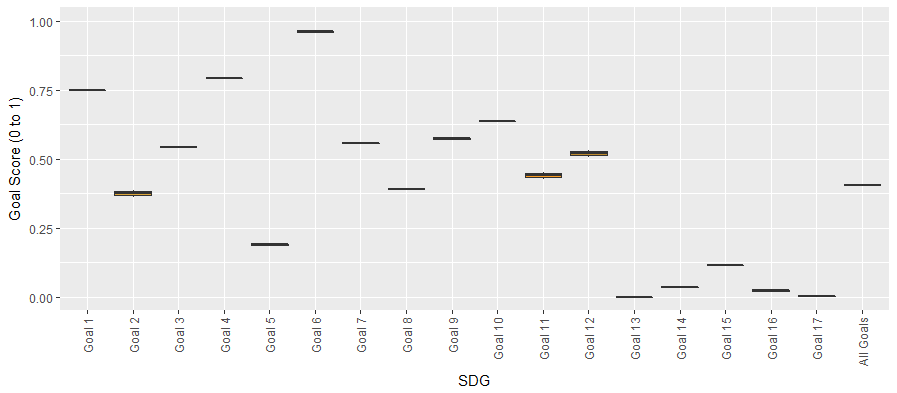 1.00
0.75
0.50
0.25
0.00
Goal Score (0 to 1)
Goal 1
Goal 2
Goal 3
Goal 4
Goal 5
Goal 6
Goal 7
Goal 8
Goal 9
Goal 10
Goal 11
Goal 12
Goal 13
Goal 14
Goal 15
Goal 16
Goal 17
All Goals
SDG